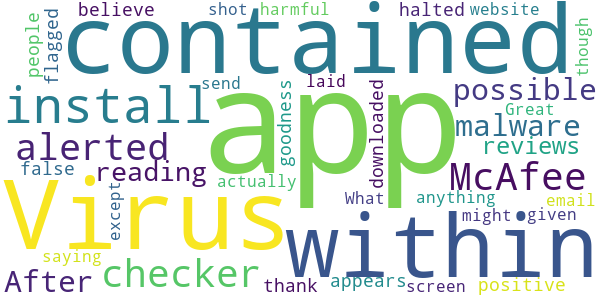 believe shot harmful halted website
people flagged contained though
send laid
install app goodness downloaded possible
Great
alerted malware
false reading reviews
actually McAfee
Virus except What anything email
within might given
saying
After checker thank appears screen positive